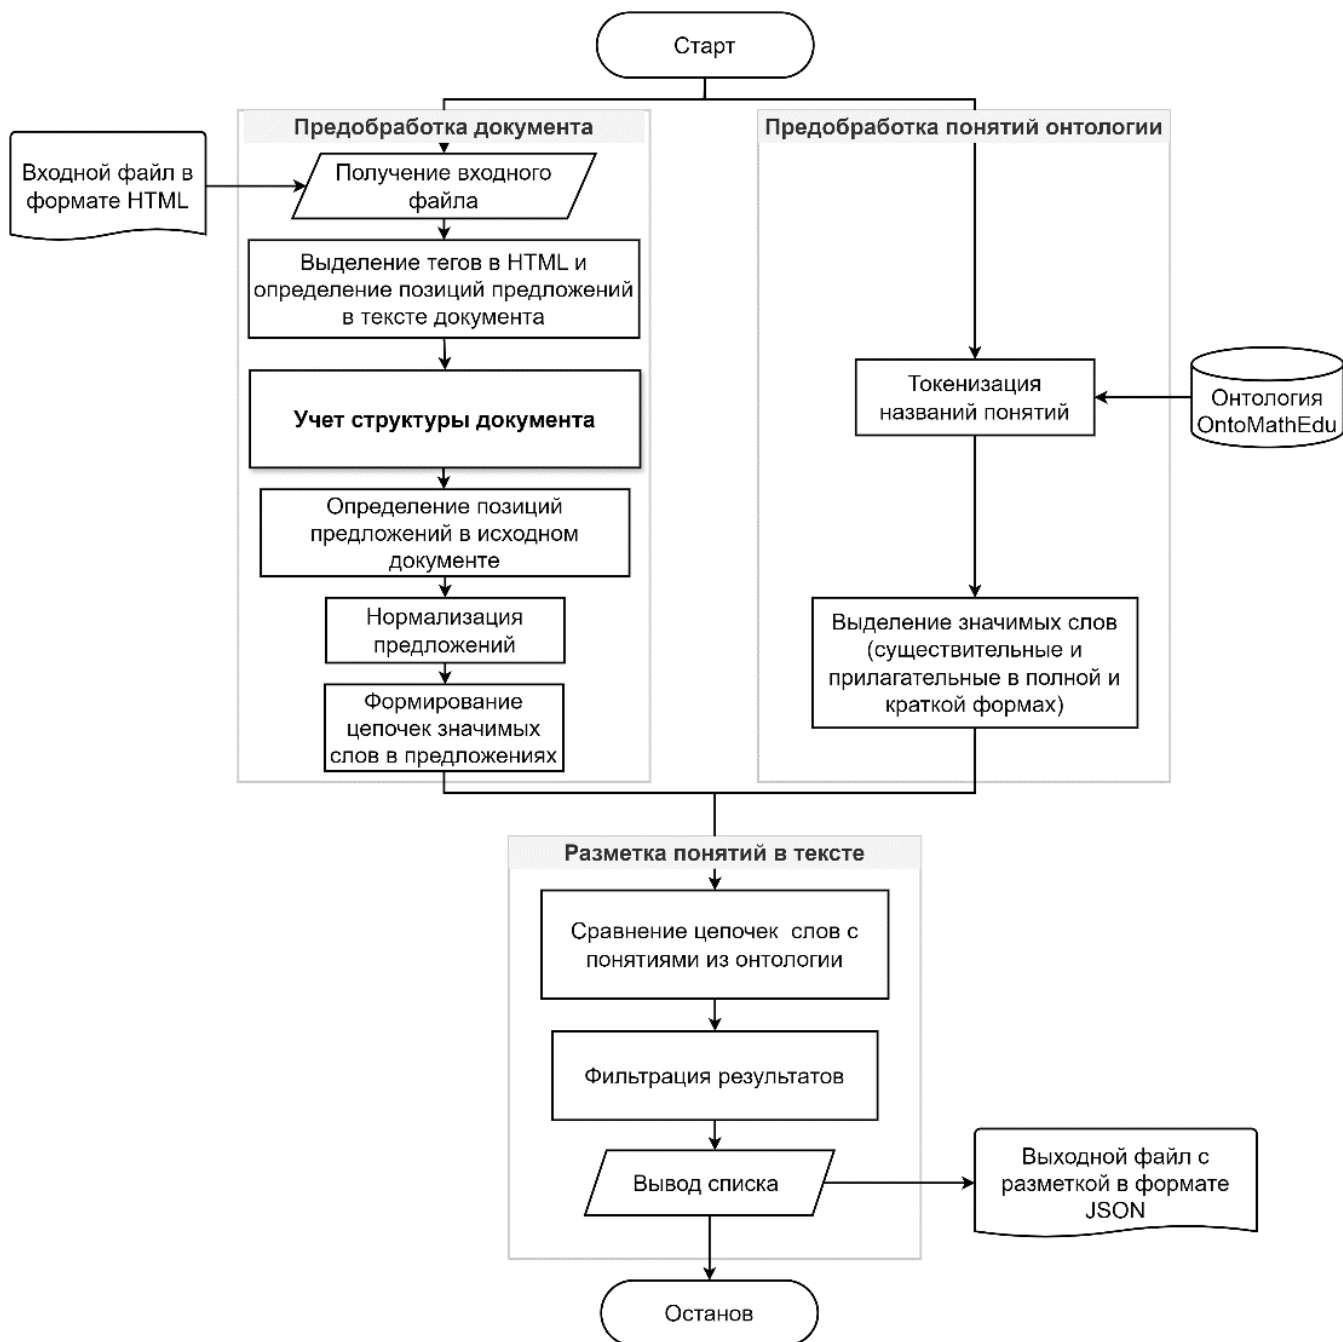 Старт
Предобработка документа
Входной файл в
формате HTML
Получение входного
файла
Выделение тегов в HTML и
определение позиций предложений
в тексте документа
Учет структуры документа
Определение позиций
предложений в исходном
документе
Нормализация
предложений
Формирование
цепочек значимых
слов в предложениях
Предобработка понятий онтологии
Токенизация
названий понятий
Онтология
OntoMathEdu
Выделение значимых слов
(существительные и
прилагательные в полной и
краткой формах)
Разметка понятий в тексте
Сравнение цепочек слов с
понятиями из онтологии
Фильтрация результатов
Вывод списка
Выходной файл с
разметкой в формате
JSON
Останов